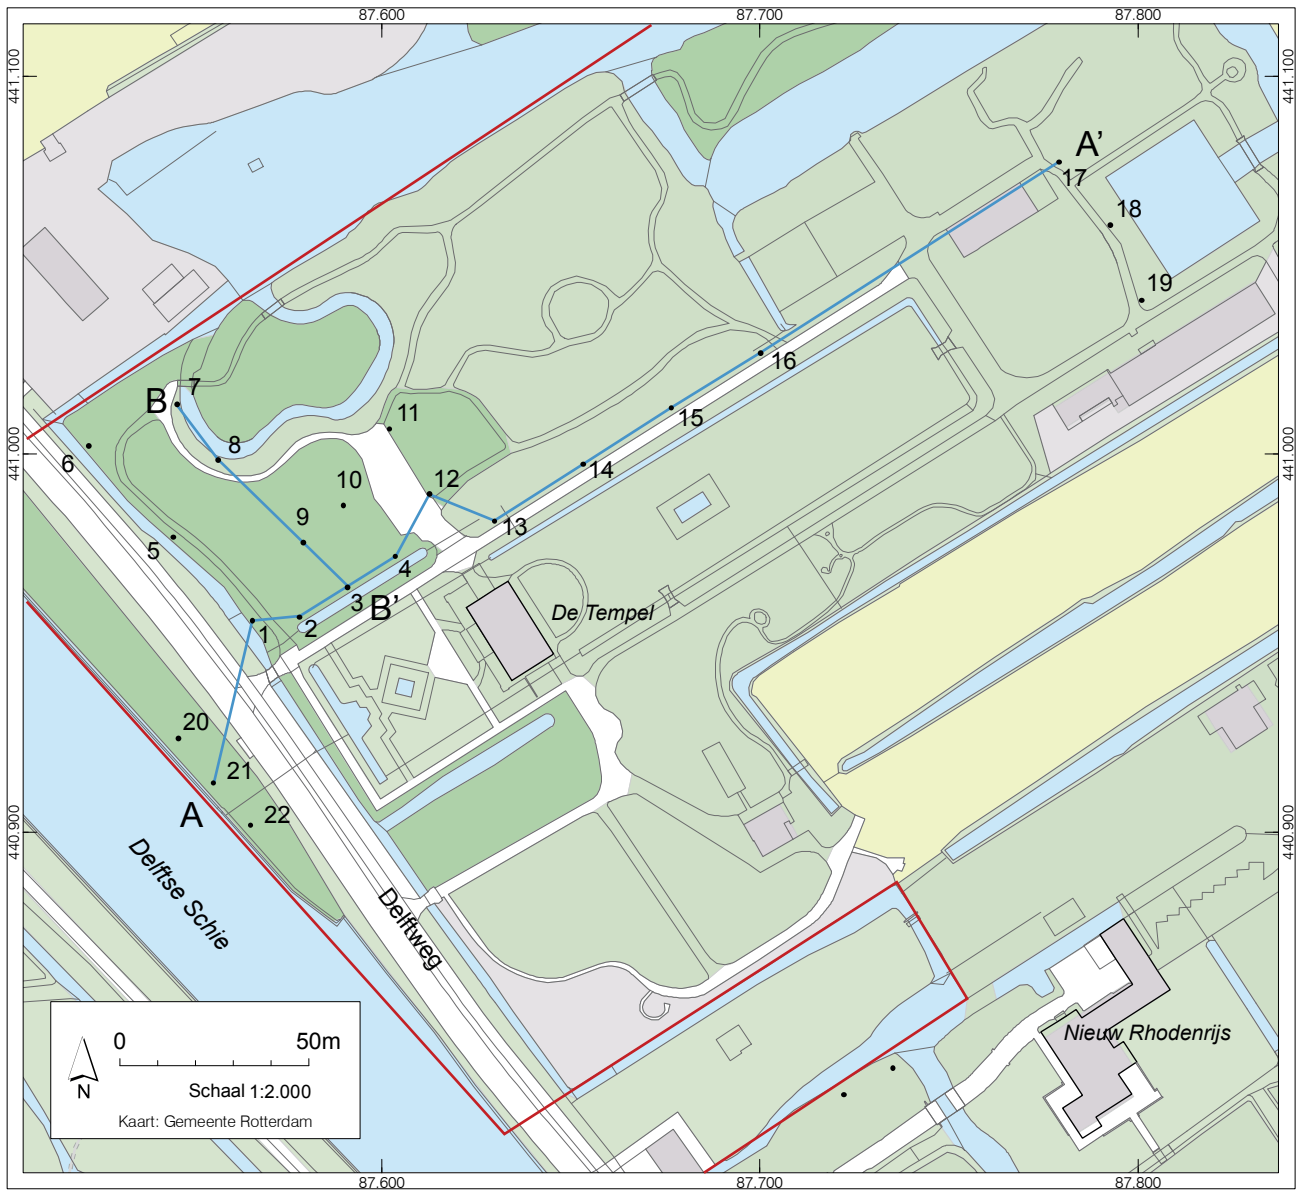 87.600
87.700
87.800
441.100
441.100
A’
17
18
19
16
15
B
7
11
8
6
14
10
12
9
13
5
4
3
B’
De Tempel
2
1
441.000
441.000
20
21
A
22
440.900
440.900
Delftse Schie
Delftweg
Nieuw Rhodenrijs
0
50m
N
Schaal 1:2.000
Kaart: Gemeente Rotterdam
87.600
87.700
87.800